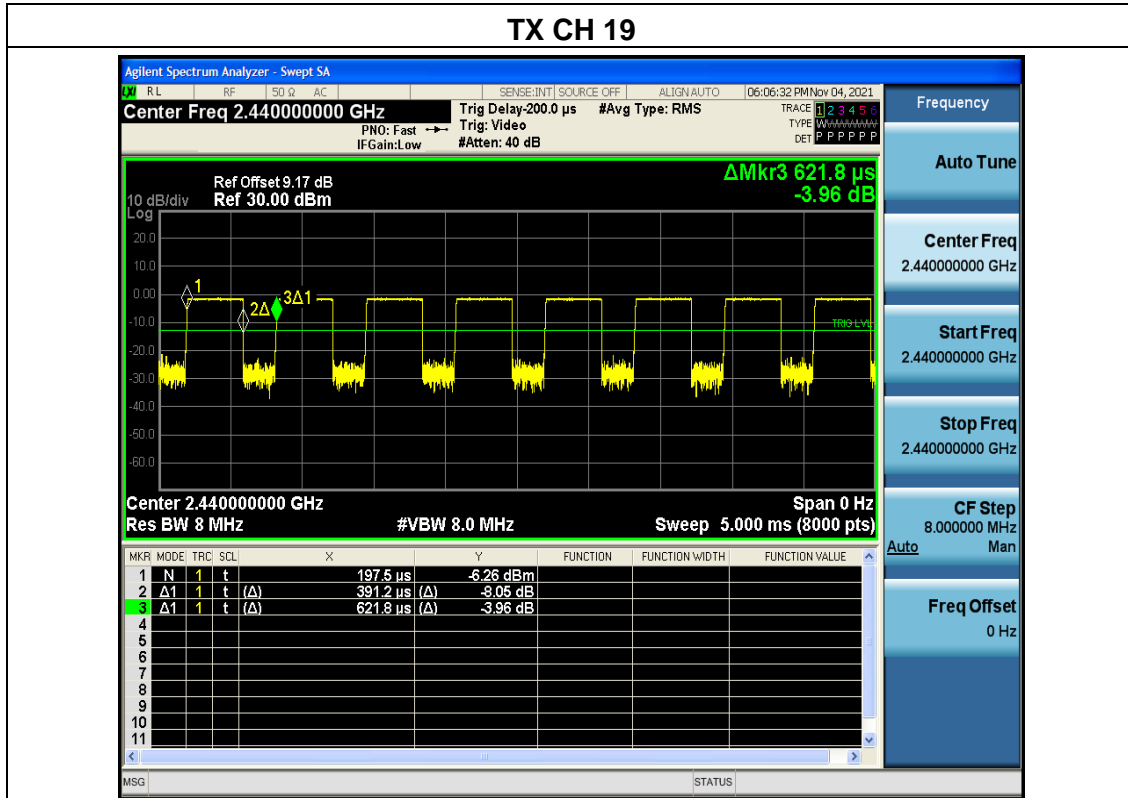 TX CH 19
Agilent Spectrum Analyzer - Swept SA
LXI RL RF 50 Ω AC SENSE:INT SOURCE OFF ALIGN AUTO 06:06:32 PM Nov 04, 2021
Center Freq 2.440000000 GHz
PNO: Fast
IFGain:Low
Trig Delay-200.0 µs
Trig: Video
#Atten: 40 dB
#Avg Type: RMS
TRACE 1 2 3 4 5 6
TYPE
DET P P P P P P
Frequency
ΔMkr3 621.8 µs
-3.96 dB
Ref Offset 9.17 dB
10 dB/div Ref 30.00 dBm
Log
20.0
10.0
0.00
-10.0
-20.0
-30.0
-40.0
-50.0
-60.0
1
2Δ
3Δ1
TRIG LVL
Center 2.440000000 GHz Span 0 Hz
Res BW 8 MHz #VBW 8.0 MHz Sweep 5.000 ms (8000 pts)
MKR MODE TRC SCL X Y FUNCTION FUNCTION WIDTH FUNCTION VALUE
1 N 1 t 197.5 µs -6.26 dBm
2 Δ1 1 t (Δ) 391.2 µs (Δ) -8.05 dB
3 Δ1 1 t (Δ) 621.8 µs (Δ) -3.96 dB
4
5
6
7
8
9
10
11
MSG STATUS
Auto Tune
Center Freq
2.440000000 GHz
Start Freq
2.440000000 GHz
Stop Freq
2.440000000 GHz
CF Step
8.000000 MHz
Auto Man
Freq Offset
0 Hz